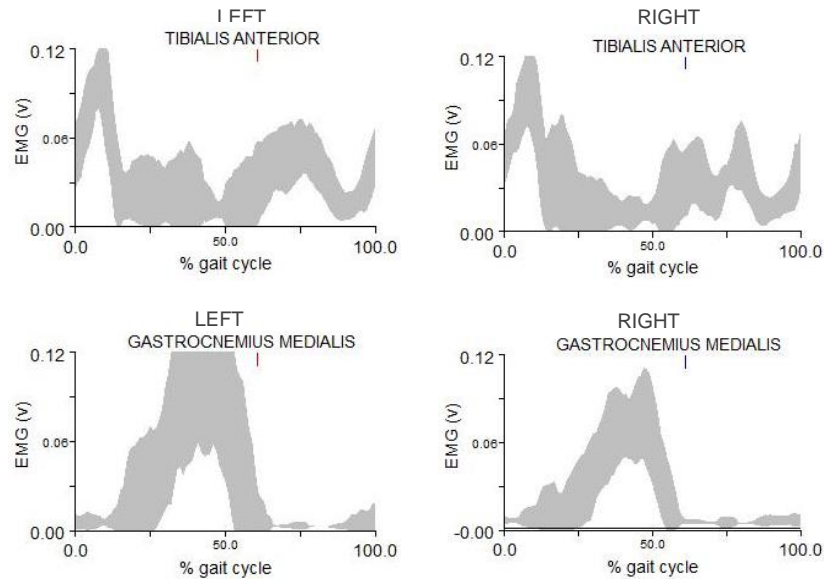 LEFT
TIBIALIS ANTERIOR
0.12
0.06
0.00
EMG (v)
0.0
50.0
100.0
% gait cycle
RIGHT
TIBIALIS ANTERIOR
0.12
0.06
0.00
EMG (v)
0.0
50.0
100.0
% gait cycle
LEFT
GASTROCNEMIUS MEDIALIS
0.12
0.06
0.00
EMG (v)
0.0
50.0
100.0
% gait cycle
RIGHT
GASTROCNEMIUS MEDIALIS
0.12
0.06
-0.00
EMG (v)
0.0
50.0
100.0
% gait cycle